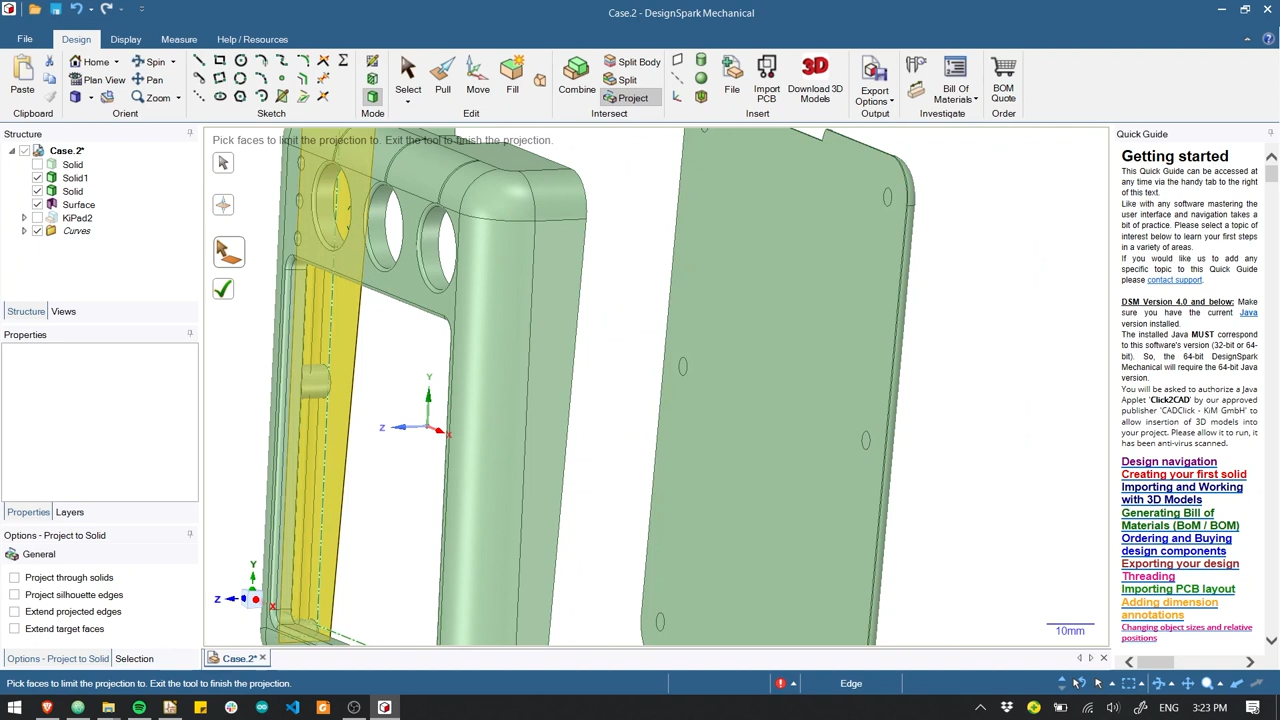 Case.2 - DesignSpark Mechanical
File
Design
Display
Measure
Help / Resources
Paste
Clipboard
Home
Spin
Plan View
Pan
Zoom
Orient
Sketch
Mode
Select
Pull
Move
Fill
Edit
Combine
Split Body
Split
Project
Intersect
File
Import
PCB
Download 3D
Models
Insert
Export
Options
Output
Bill Of
Materials
Investigate
BOM
Quote
Order
Structure
Case.2*
Solid
Solid1
Solid
Surface
KiPad2
Curves
Structure
Views
Properties
Properties
Layers
Options - Project to Solid
General
Project through solids
Project silhouette edges
Extend projected edges
Extend target faces
Options - Project to Solid
Selection
Pick faces to limit the projection to. Exit the tool to finish the projection.
Y
Z
X
Y
Z
X
10mm
Case.2*
Quick Guide
Getting started
This Quick Guide can be accessed
at any time via the handy tab to the right
of this text.
Like with any software mastering the
user interface and navigation takes a
bit of practice. Please select a topic of
interest below to learn your first steps
in a variety of areas.
If you would like us to add any
specific topic to this Quick Guide
please contact support.
DSM Version 4.0 and below: Make
sure you have the current Java
version installed.
The installed Java MUST correspond
to this software's version (32-bit or 64-
bit). So, the 64-bit DesignSpark
Mechanical will require the 64-bit Java
version.
You will be asked to authorize a Java
Applet 'Click2CAD' by our approved
publisher 'CADClick - KiM GmbH' to
allow insertion of 3D models into
your project. Please allow it to run, it
has been anti-virus scanned.
Design navigation
Creating your first solid
Importing and Working
with 3D Models
Generating Bill of
Materials (BoM / BOM)
Ordering and Buying
design components
Exporting your design
Threading
Importing PCB layout
Adding dimension
annotations
Changing object sizes and relative
positions
Pick faces to limit the projection to. Exit the tool to finish the projection.
Edge
ENG
3:23 PM